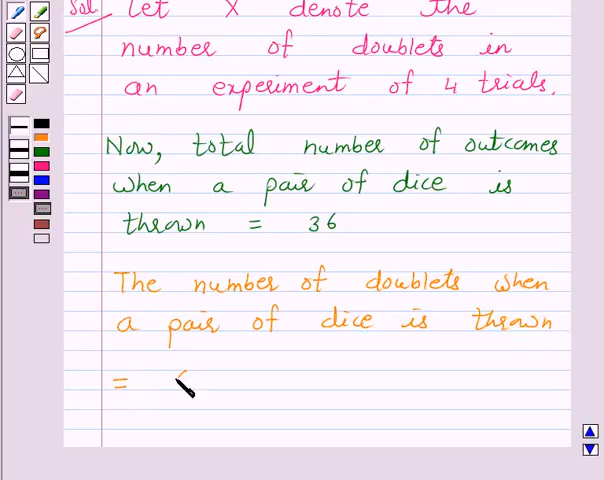 Sol Let X denote the
number of doublets in
an experiment of 4 trials.
Now, total number of outcomes
when a pair of dice is
thrown = 36
The number of doublets when
a pair of dice is thrown
=